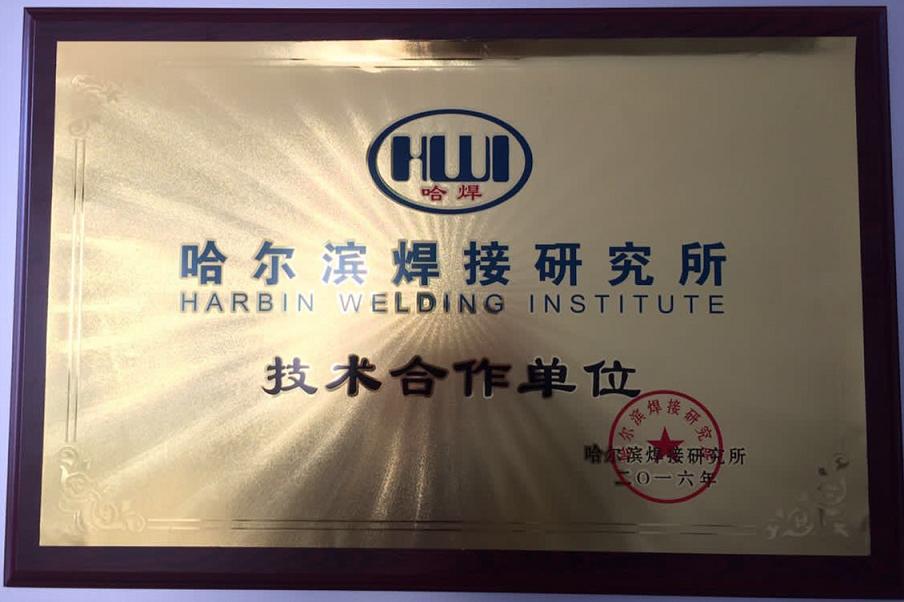 HWI
哈焊
哈尔滨焊接研究所
HARBIN WELDING INSTITUTE
技术合作单位
哈尔滨焊接研究所
哈尔滨焊接研究所
二〇一六年